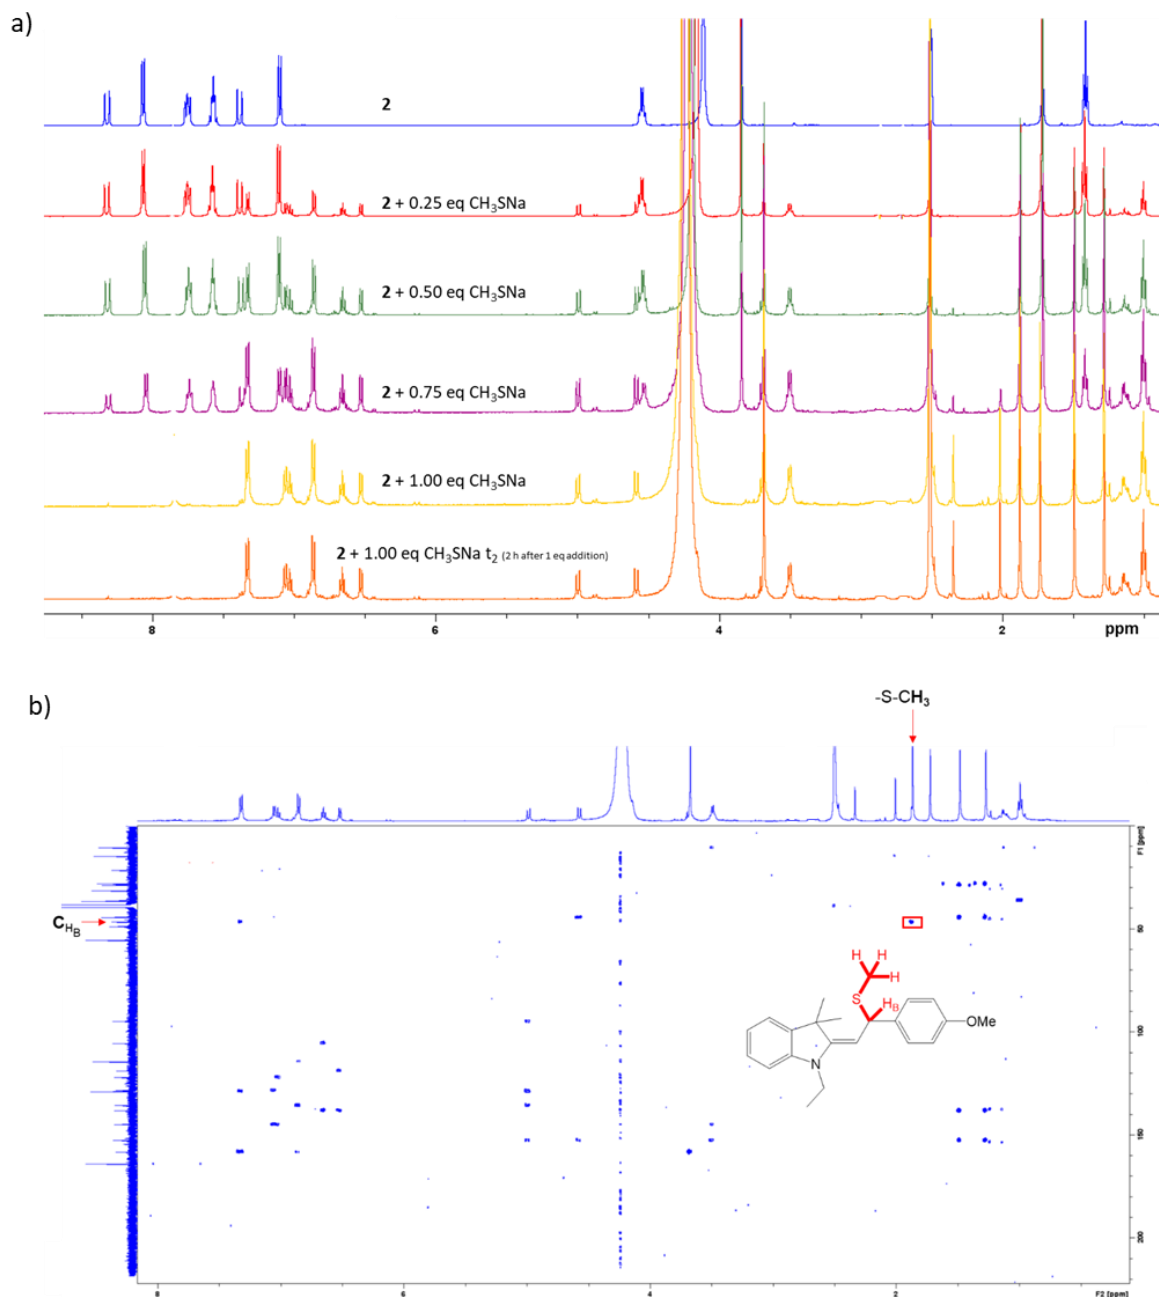 a)
2
2 + 0.25 eq CH₃SNa
2 + 0.50 eq CH₃SNa
2 + 0.75 eq CH₃SNa
2 + 1.00 eq CH₃SNa
2 + 1.00 eq CH₃SNa t₂ (2 h after 1 eq addition)
8 6 4 2 ppm
b)
-S-CH₃
F1 [ppm]
C_H_B
50
100
150
200
H H
H
S H_B
OMe
N
8 6 4 2 F2 [ppm]